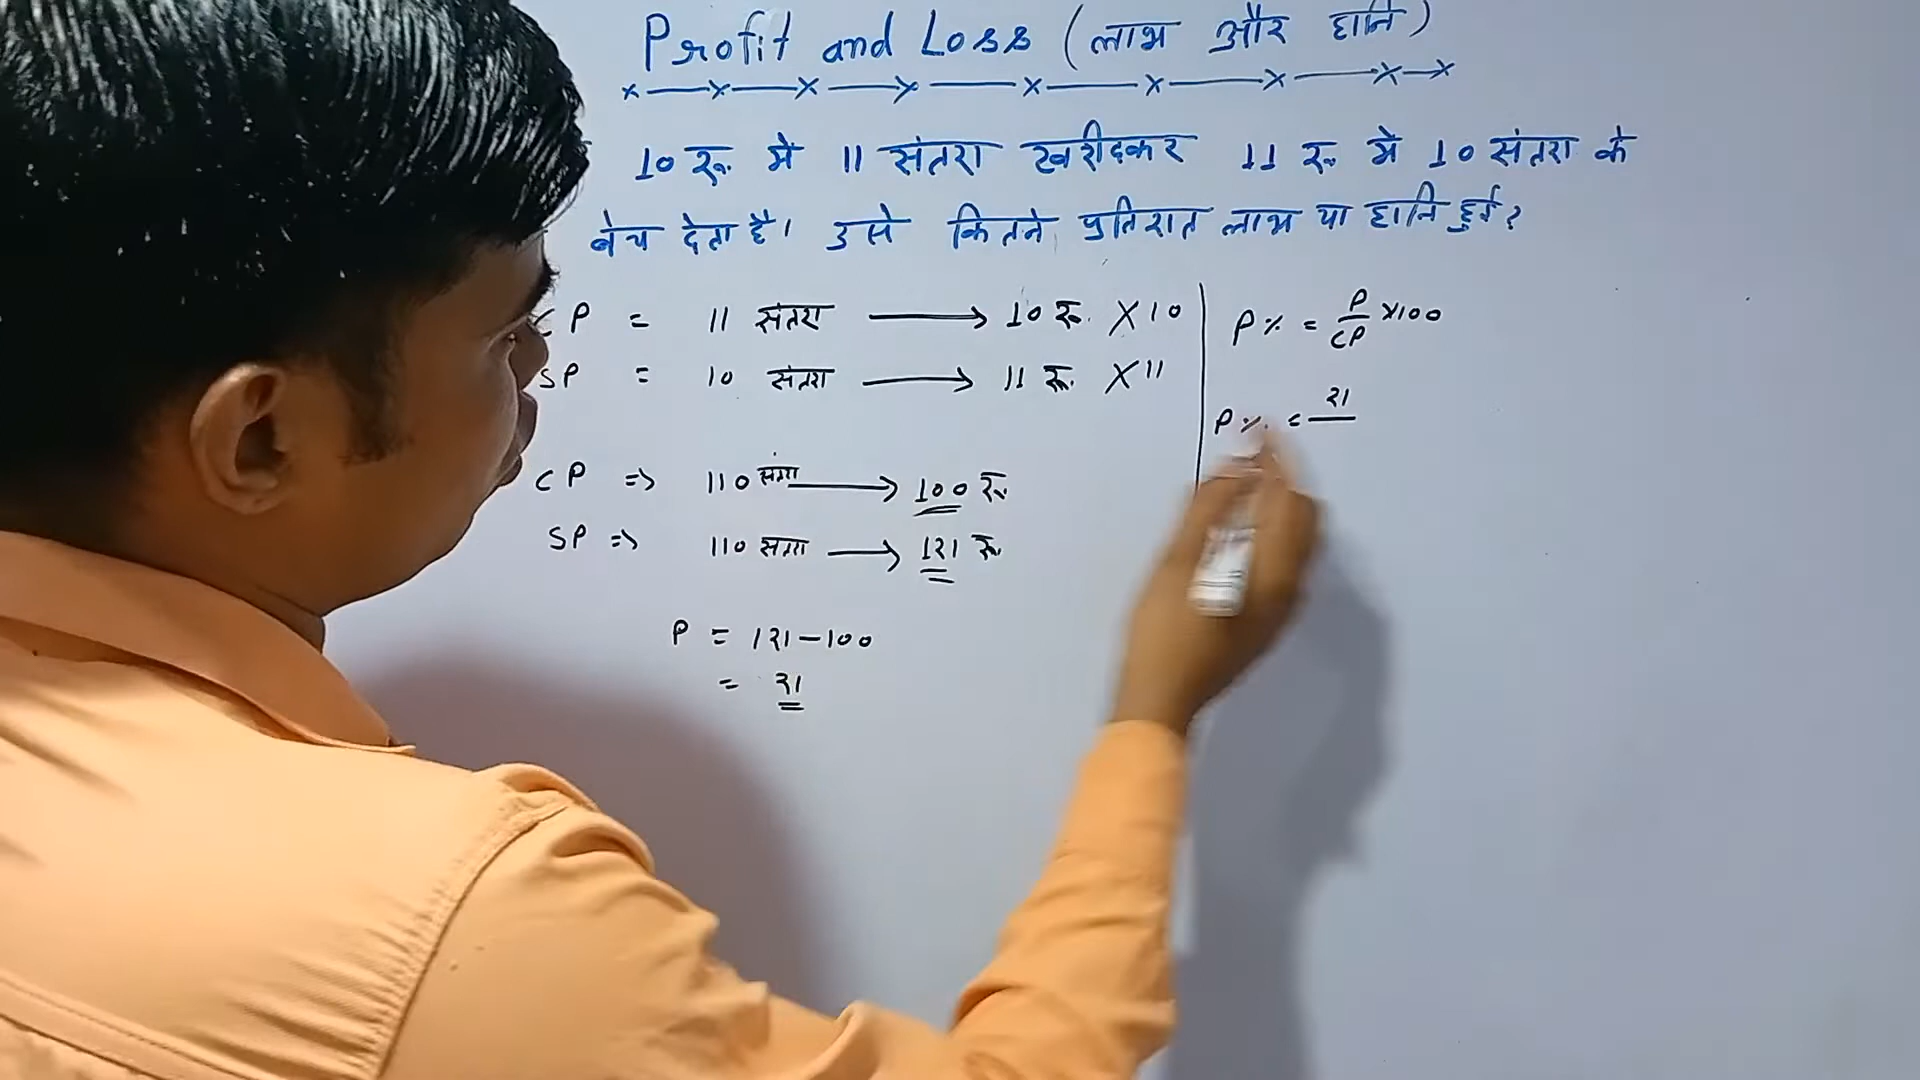 Profit and Loss (लाभ और हानि)
10 रू. मे 11 संतरा खरीदकर 11 रू मे 10 संतरा के
बेच देता है। उसे कितने प्रतिशत लाभ या हानि हुई?
CP = 11 संतरा → 10 रू. X10
SP = 10 संतरा → 11 रू. X11
CP => 110 संतरा → 100 रू
SP => 110 संतरा → 121 रू
P = 121-100
= 21
P% = P/CP ×100
P% = 21